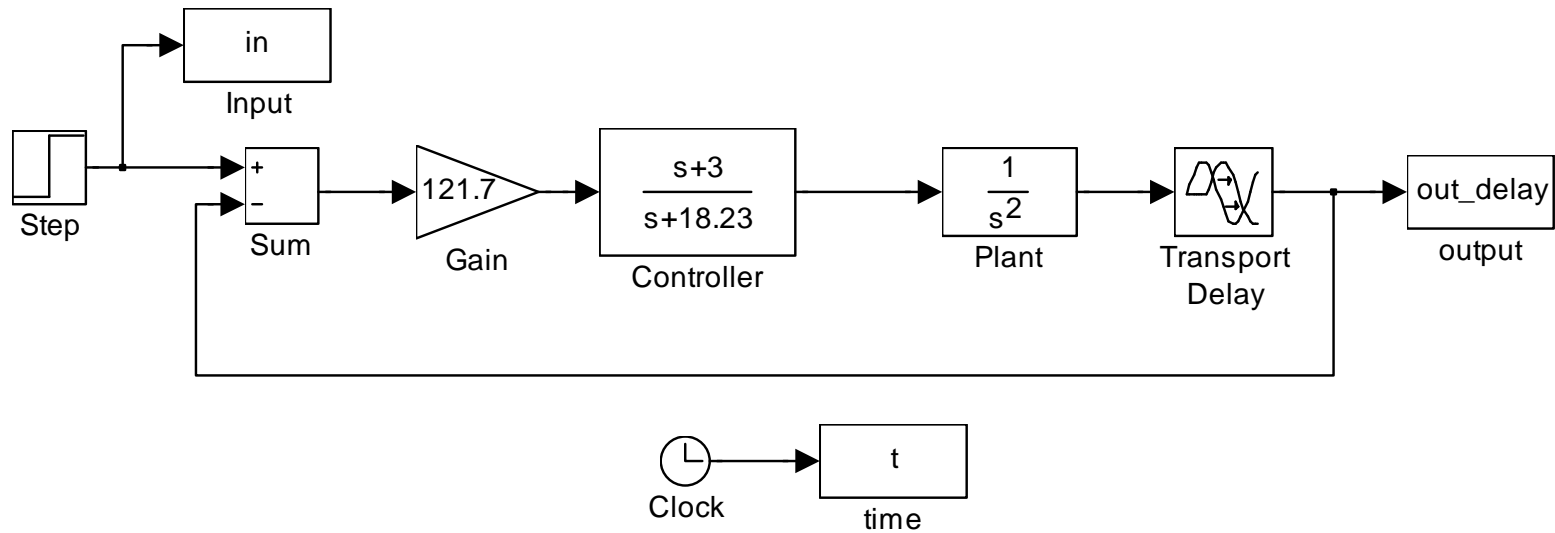 in
Input
Step
+
−
Sum
121.7
Gain
s+3
s+18.23
Controller
1
s2
Plant
Transport
Delay
out_delay
output
Clock
t
time